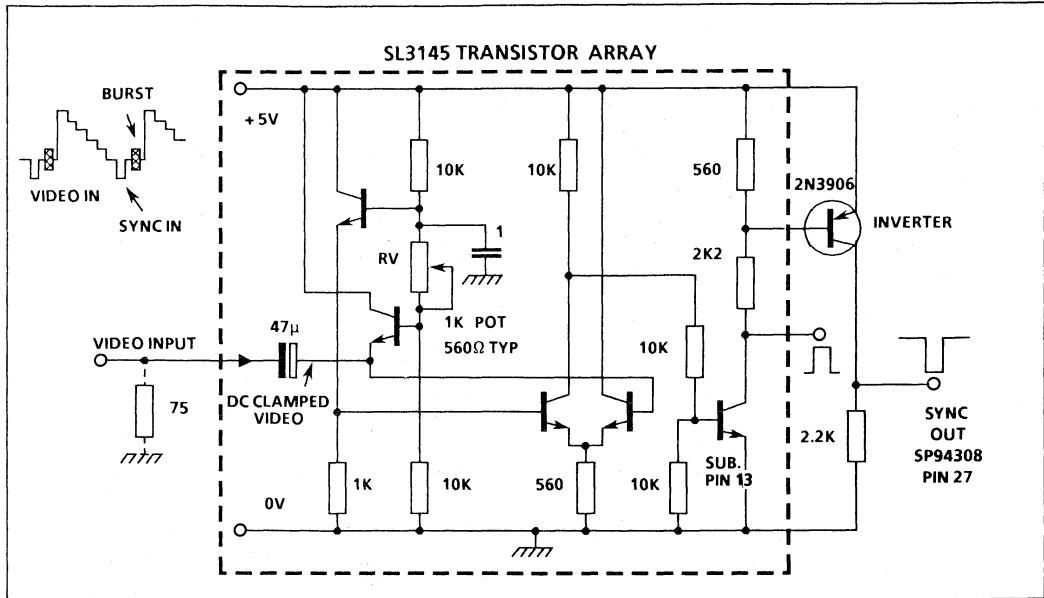 SL3145 TRANSISTOR ARRAY
BURST
+5V
VIDEO IN
SYNC IN
10K
10K
560
2N3906
INVERTER
1
RV
2K2
1K POT
560Ω TYP
47μ
VIDEO INPUT
10K
DC CLAMPED
VIDEO
75
SYNC
OUT
SP94308
PIN 27
2.2K
SUB.
PIN 13
0V
1K
10K
560
10K